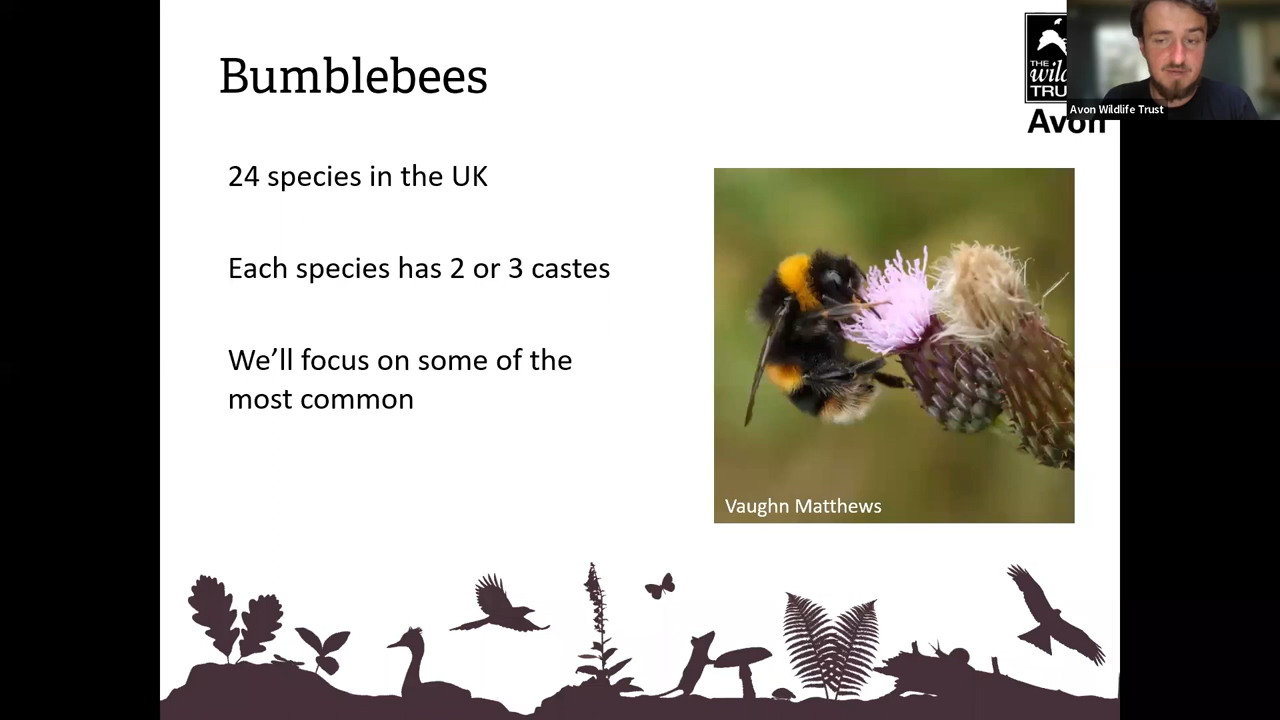 Bumblebees
24 species in the UK
Each species has 2 or 3 castes
We’ll focus on some of the
most common
Vaughn Matthews
THE
Avon
Avon Wildlife Trust